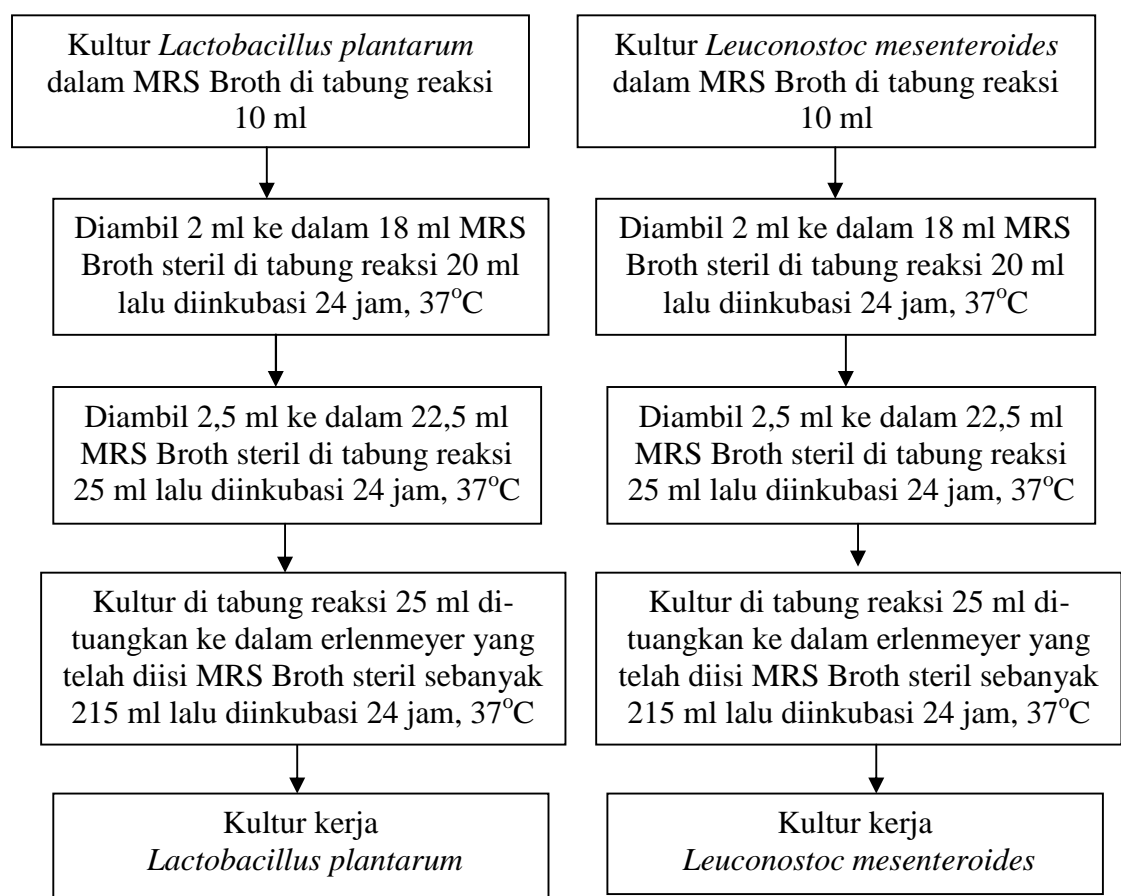 Kultur Lactobacillus plantarum
dalam MRS Broth di tabung reaksi
10 ml
Diambil 2 ml ke dalam 18 ml MRS
Broth steril di tabung reaksi 20 ml
lalu diinkubasi 24 jam, 37°C
Diambil 2,5 ml ke dalam 22,5 ml
MRS Broth steril di tabung reaksi
25 ml lalu diinkubasi 24 jam, 37°C
Kultur di tabung reaksi 25 ml di-
tuangkan ke dalam erlenmeyer yang
telah diisi MRS Broth steril sebanyak
215 ml lalu diinkubasi 24 jam, 37°C
Kultur kerja
Lactobacillus plantarum
Kultur Leuconostoc mesenteroides
dalam MRS Broth di tabung reaksi
10 ml
Diambil 2 ml ke dalam 18 ml MRS
Broth steril di tabung reaksi 20 ml
lalu diinkubasi 24 jam, 37°C
Diambil 2,5 ml ke dalam 22,5 ml
MRS Broth steril di tabung reaksi
25 ml lalu diinkubasi 24 jam, 37°C
Kultur di tabung reaksi 25 ml di-
tuangkan ke dalam erlenmeyer yang
telah diisi MRS Broth steril sebanyak
215 ml lalu diinkubasi 24 jam, 37°C
Kultur kerja
Leuconostoc mesenteroides